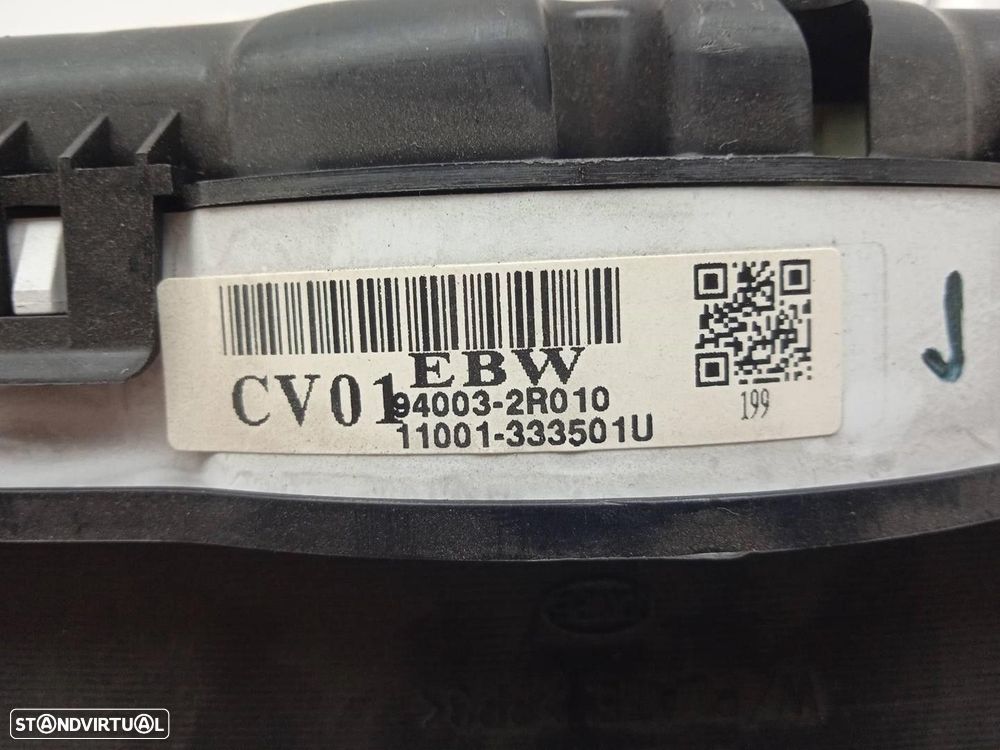 EBW
CV01
94003-2R010
11001-333501U
199
STANDVIRTUAL